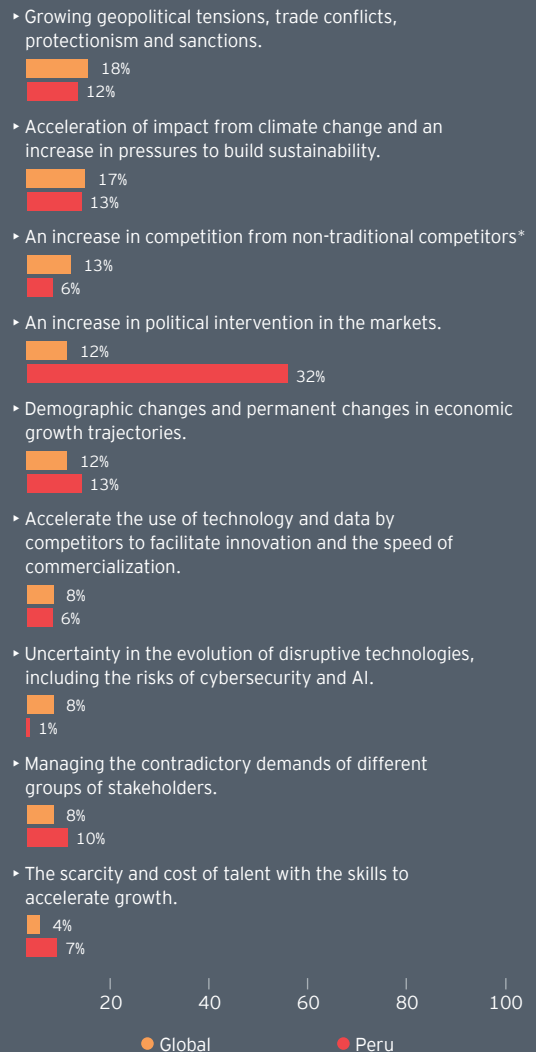 ‣ Growing geopolitical tensions, trade conflicts,
protectionism and sanctions.
18%
12%
‣ Acceleration of impact from climate change and an
increase in pressures to build sustainability.
17%
13%
‣ An increase in competition from non-traditional competitors*
13%
6%
‣ An increase in political intervention in the markets.
12%
32%
‣ Demographic changes and permanent changes in economic
growth trajectories.
12%
13%
‣ Accelerate the use of technology and data by
competitors to facilitate innovation and the speed of
commercialization.
8%
6%
‣ Uncertainty in the evolution of disruptive technologies,
including the risks of cybersecurity and AI.
8%
1%
‣ Managing the contradictory demands of different
groups of stakeholders.
8%
10%
‣ The scarcity and cost of talent with the skills to
accelerate growth.
4%
7%
20 40 60 80 100
Global Peru